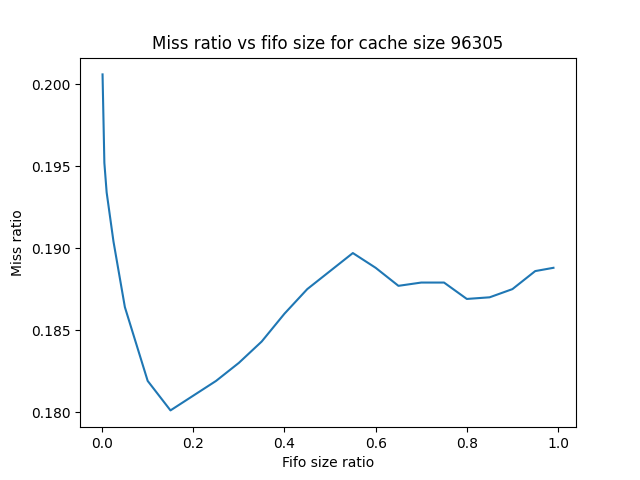 Miss ratio vs fifo size for cache size 96305
0.200
0.195
0.190
0.185
0.180
Miss ratio
0.0 0.2 0.4 0.6 0.8 1.0
Fifo size ratio